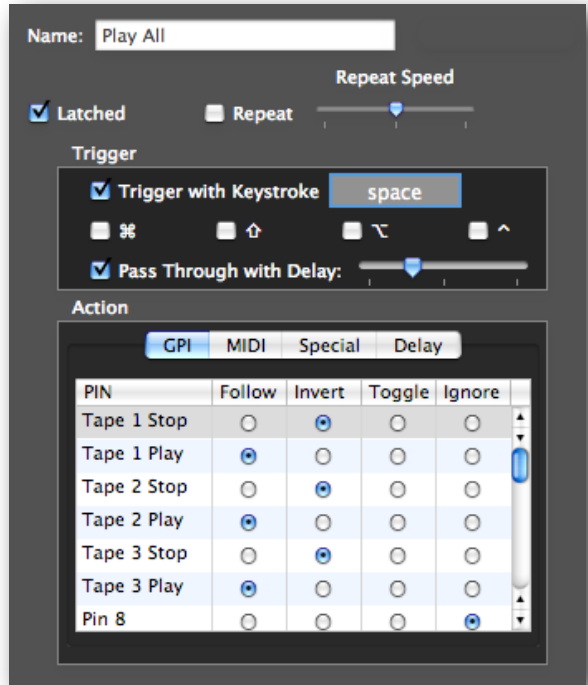 Name: Play All
Repeat Speed
Latched Repeat
Trigger
Trigger with Keystroke space
⌘ ⇧ ⌥ ^
Pass Through with Delay:
Action
GPI MIDI Special Delay
PIN Follow Invert Toggle Ignore
Tape 1 Stop
Tape 1 Play
Tape 2 Stop
Tape 2 Play
Tape 3 Stop
Tape 3 Play
Pin 8